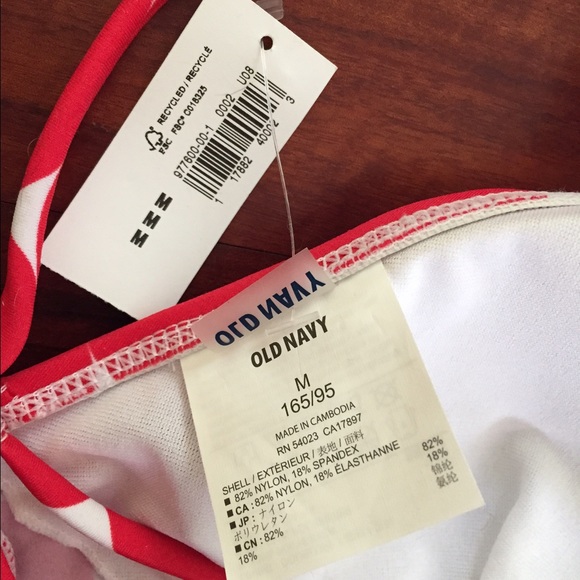 RECYCLED / RECYCLÉ
FSC FSC® C018325
977600-00-1 0002 U08
1 17882 40002 3
M M M
OLD NAVY
OLD NAVY
M
165/95
MADE IN CAMBODIA
RN 54023 CA17897
SHELL / EXTÉRIEUR / 表地 / 面料
■ 82% NYLON, 18% SPANDEX
■ CA : 82% NYLON, 18% ÉLASTHANNE
■ JP : ナイロン 82%
ポリウレタン 18%
■ CN : 82% 锦纶
18% 氨纶